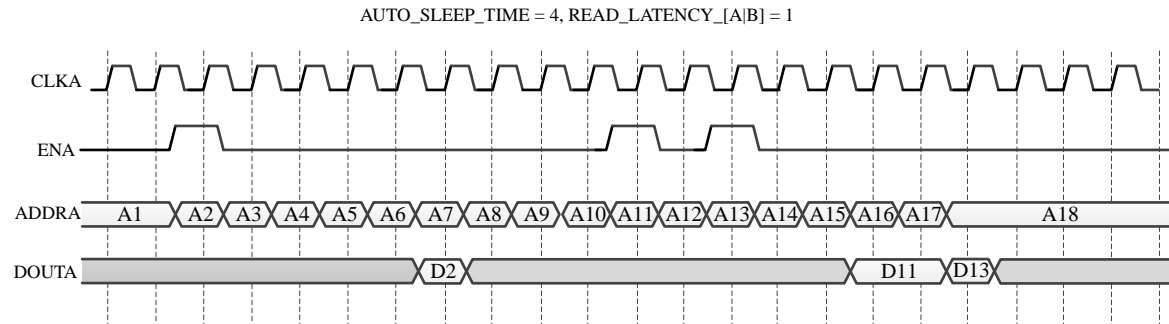 AUTO_SLEEP_TIME = 4, READ_LATENCY_[A|B] = 1
CLKA
ENA
ADDRA A1 A2 A3 A4 A5 A6 A7 A8 A9 A10 A11 A12 A13 A14 A15 A16 A17 A18
DOUTA D2 D11 D13